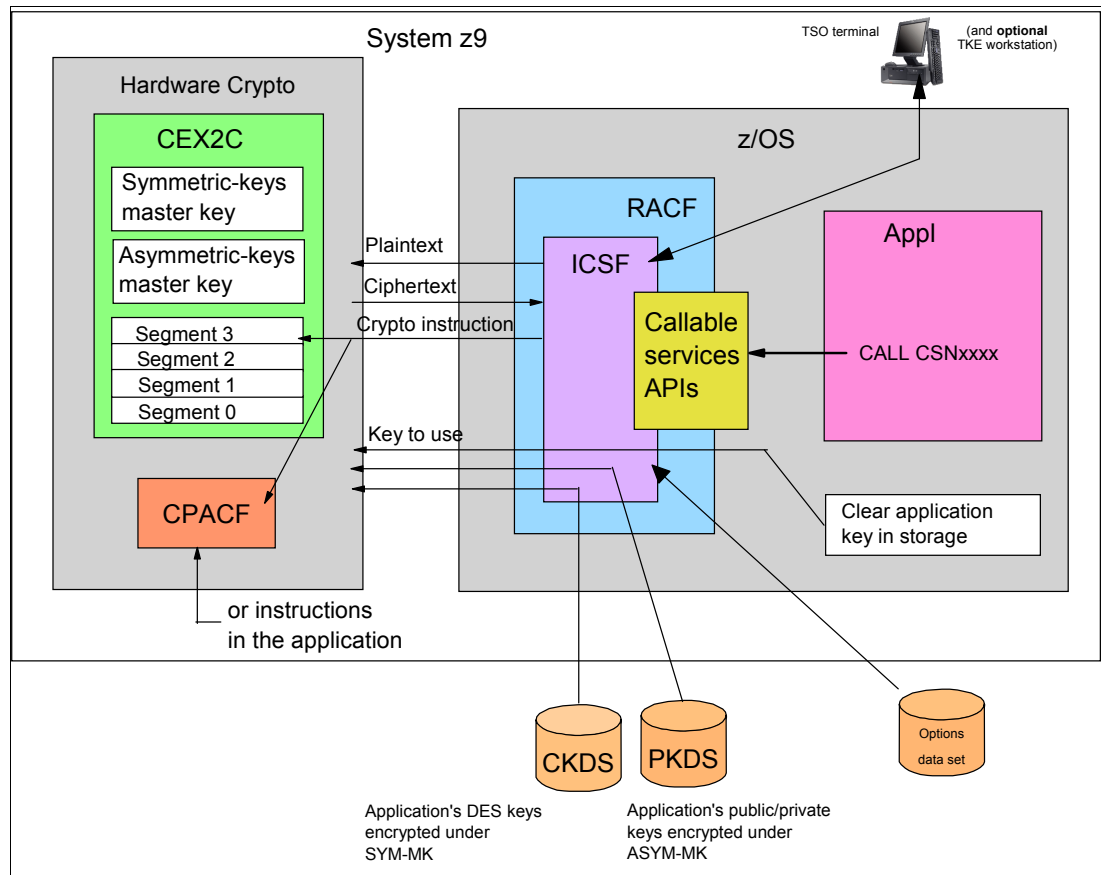 System z9
TSO terminal
(and optional
TKE workstation)
Hardware Crypto
CEX2C
Symmetric-keys
master key
Asymmetric-keys
master key
Segment 3
Segment 2
Segment 1
Segment 0
CPACF
or instructions
in the application
Plaintext
Ciphertext
Crypto instruction
Key to use
z/OS
RACF
ICSF
Callable
services
APIs
Appl
CALL CSNxxxx
Clear application
key in storage
CKDS
PKDS
Options
data set
Application's DES keys
encrypted under
SYM-MK
Application's public/private
keys encrypted under
ASYM-MK